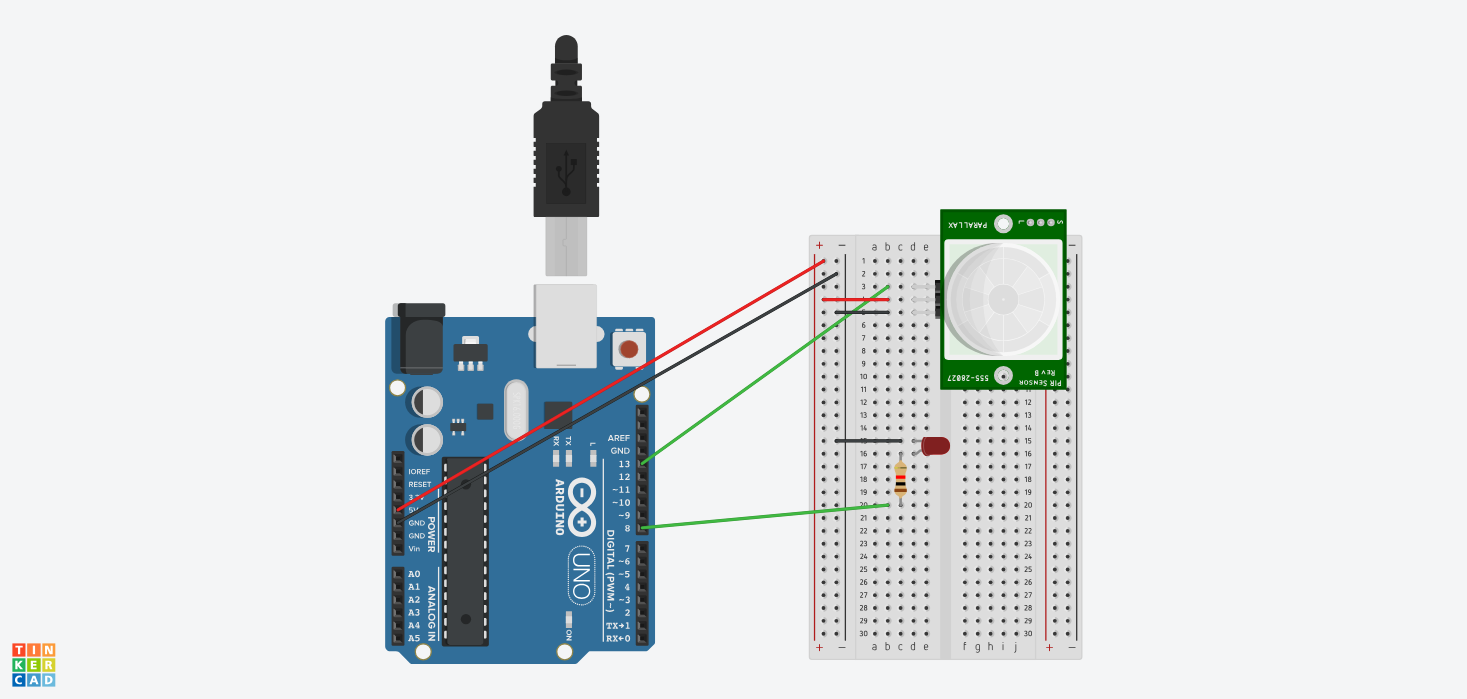 PARALLAX
L S
555-28027
REV B
PIR SENSOR
+ − a b c d e −
1
2
3
4
5
6
7
8
9
10
11
12 12
13 13
14 14
15 15
16 16
17 17
18 18
19 19
20 20
21 21
22 22
23 23
24 24
25 25
26 26
27 27
28 28
29 29
30 30
+ − a b c d e f g h i j + −
IOREF
RESET
3.3V
5V
GND
GND
Vin
POWER
A0
A1
A2
A3
A4
A5
ANALOG IN
RX
TX
L
ARDUINO
UNO
ON
AREF
GND
13
12
~11
~10
~9
8
7
~6
~5
4
~3
2
TX→1
RX←0
DIGITAL (PWM~)
TIN
KER
CAD